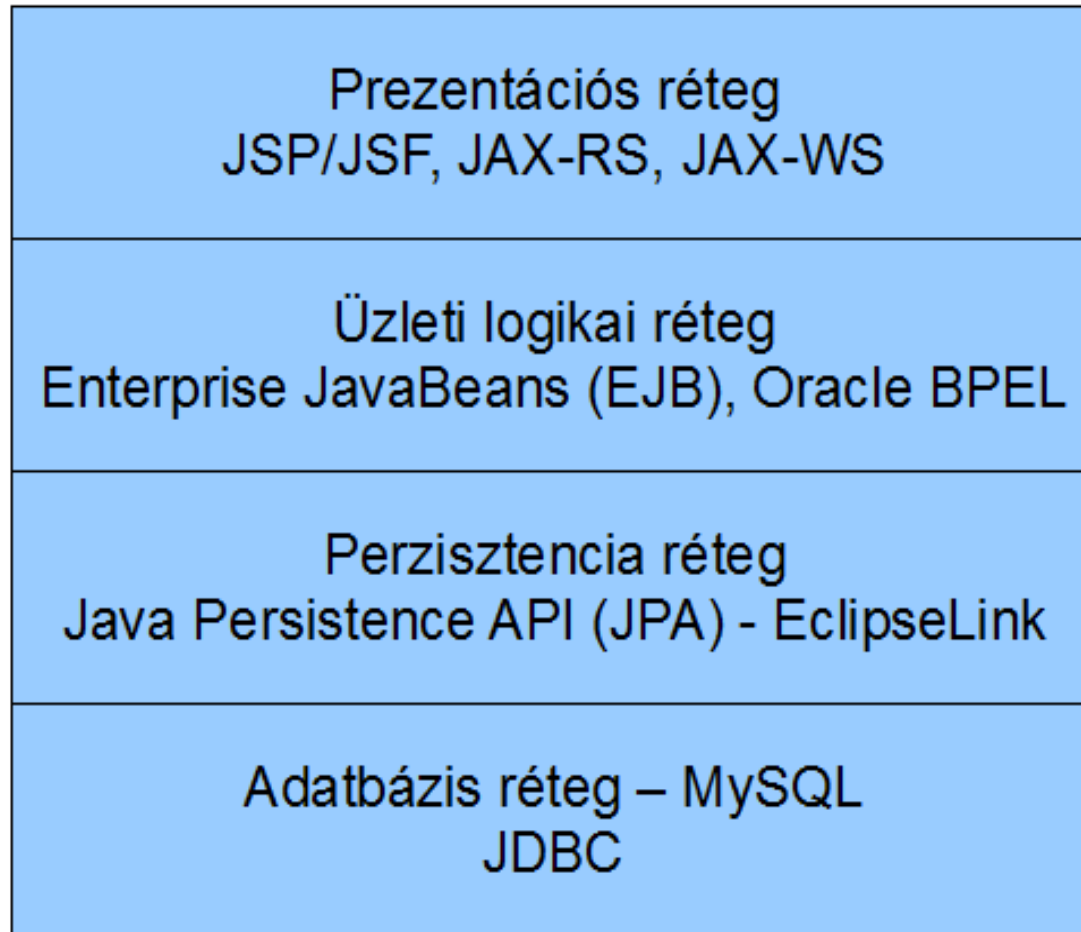 Prezentációs réteg
JSP/JSF, JAX-RS, JAX-WS
Üzleti logikai réteg
Enterprise JavaBeans (EJB), Oracle BPEL
Perzisztencia réteg
Java Persistence API (JPA) - EclipseLink
Adatbázis réteg – MySQL
JDBC